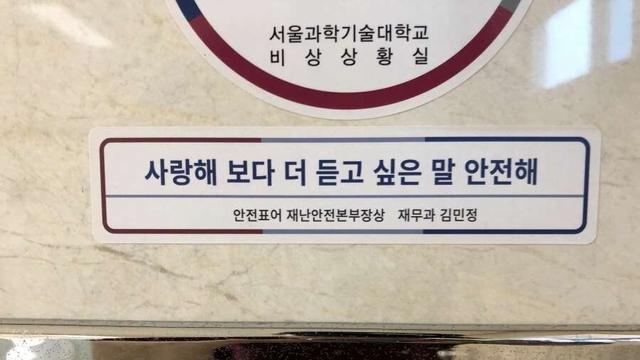 서울과학기술대학교
비 상 상 황 실
사랑해 보다 더 듣고 싶은 말 안전해
안전표어 재난안전본부장상 재무과 김민정